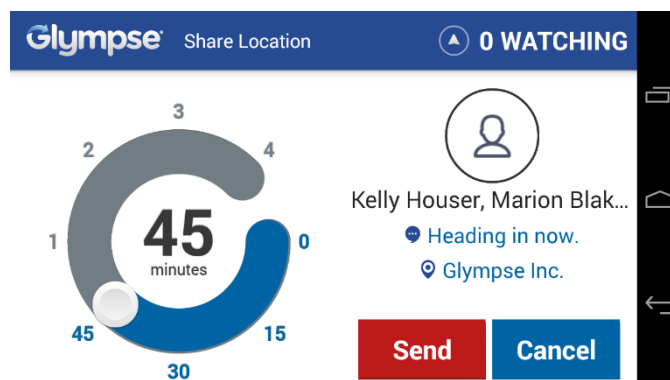 Glympse Share Location 0 WATCHING
3
2 4
1 45 0
minutes
45 15
30
Kelly Houser, Marion Blak...
Heading in now.
Glympse Inc.
Send Cancel